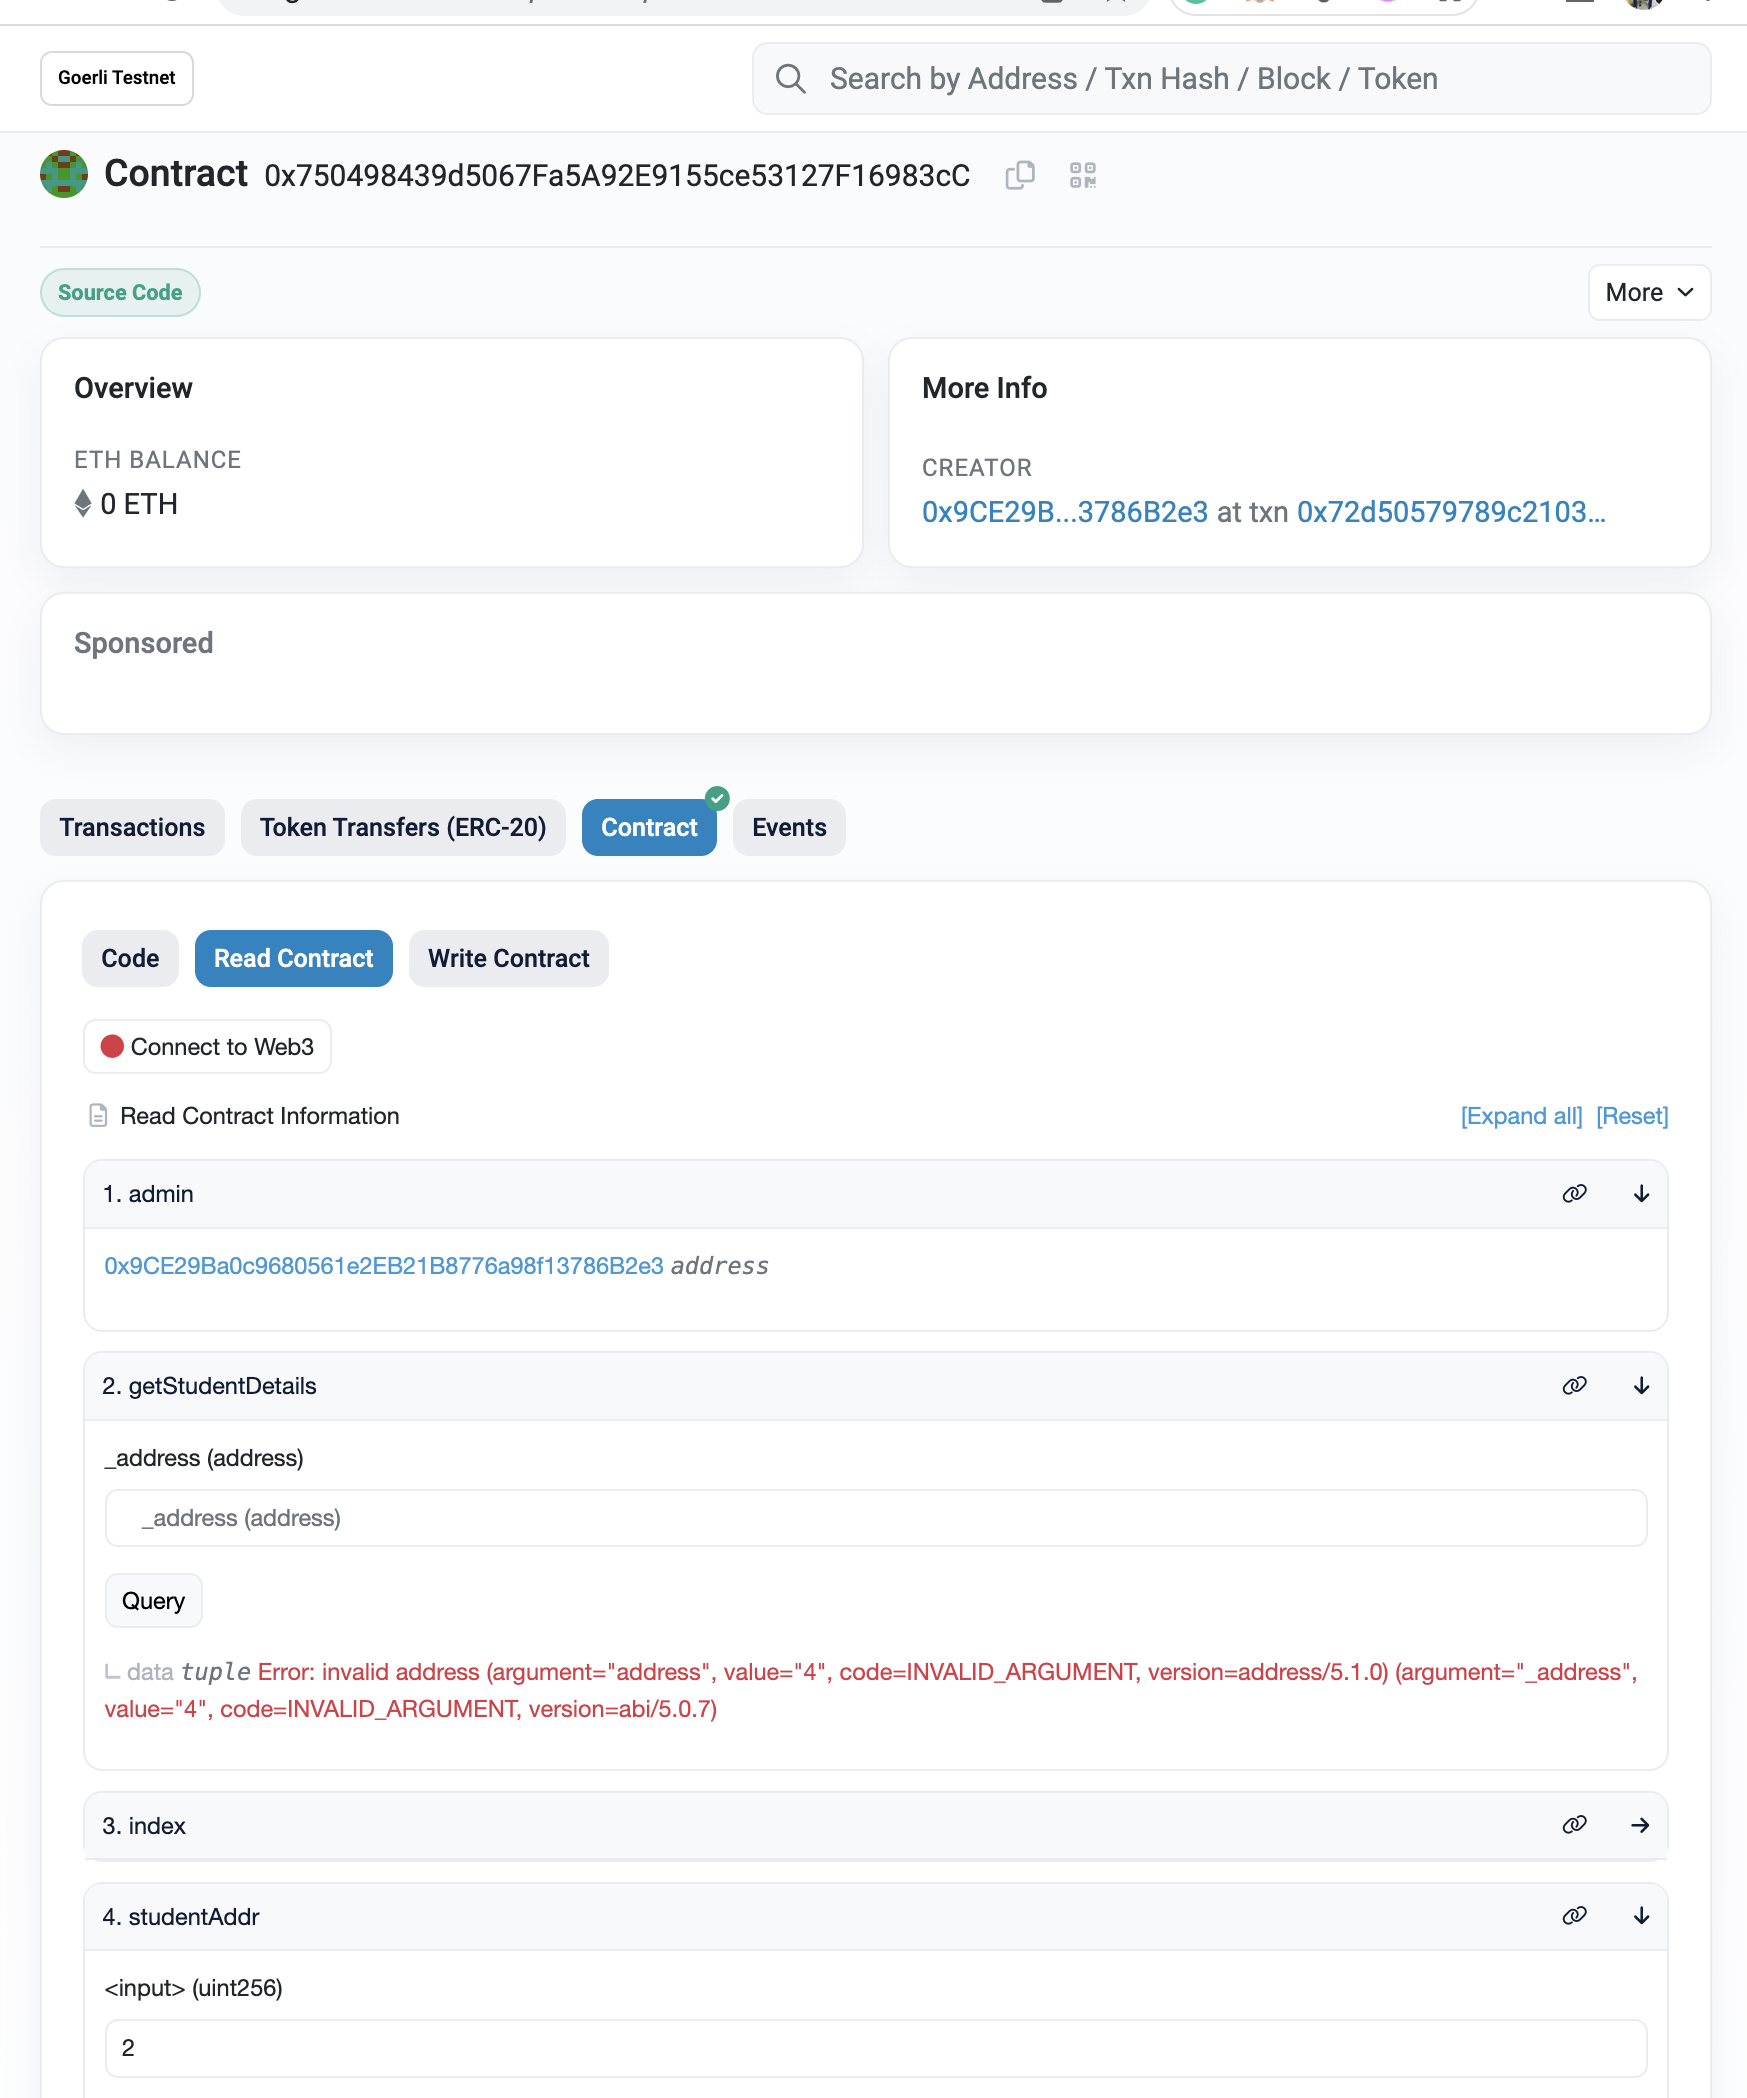 Goerli Testnet
Search by Address / Txn Hash / Block / Token
Contract 0x750498439d5067Fa5A92E9155ce53127F16983cC
Source Code
More
Overview
ETH BALANCE
0 ETH
More Info
CREATOR
0x9CE29B...3786B2e3 at txn 0x72d50579789c2103...
Sponsored
Transactions
Token Transfers (ERC-20)
Contract
Events
Code
Read Contract
Write Contract
Connect to Web3
Read Contract Information
[Expand all] [Reset]
1. admin
0x9CE29Ba0c9680561e2EB21B8776a98f13786B2e3 address
2. getStudentDetails
_address (address)
_address (address)
Query
data tuple Error: invalid address (argument="address", value="4", code=INVALID_ARGUMENT, version=address/5.1.0) (argument="_address",
value="4", code=INVALID_ARGUMENT, version=abi/5.0.7)
3. index
4. studentAddr
<input> (uint256)
2